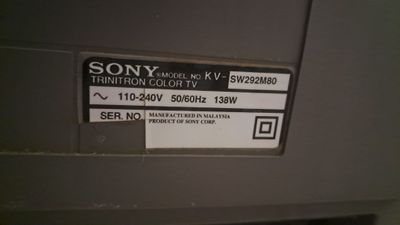 SONY ®MODEL NO. KV-SW292M80
TRINITRON COLOR TV
~ 110-240V 50/60Hz 138W
SER. NO.
MANUFACTURED IN MALAYSIA
PRODUCT OF SONY CORP.